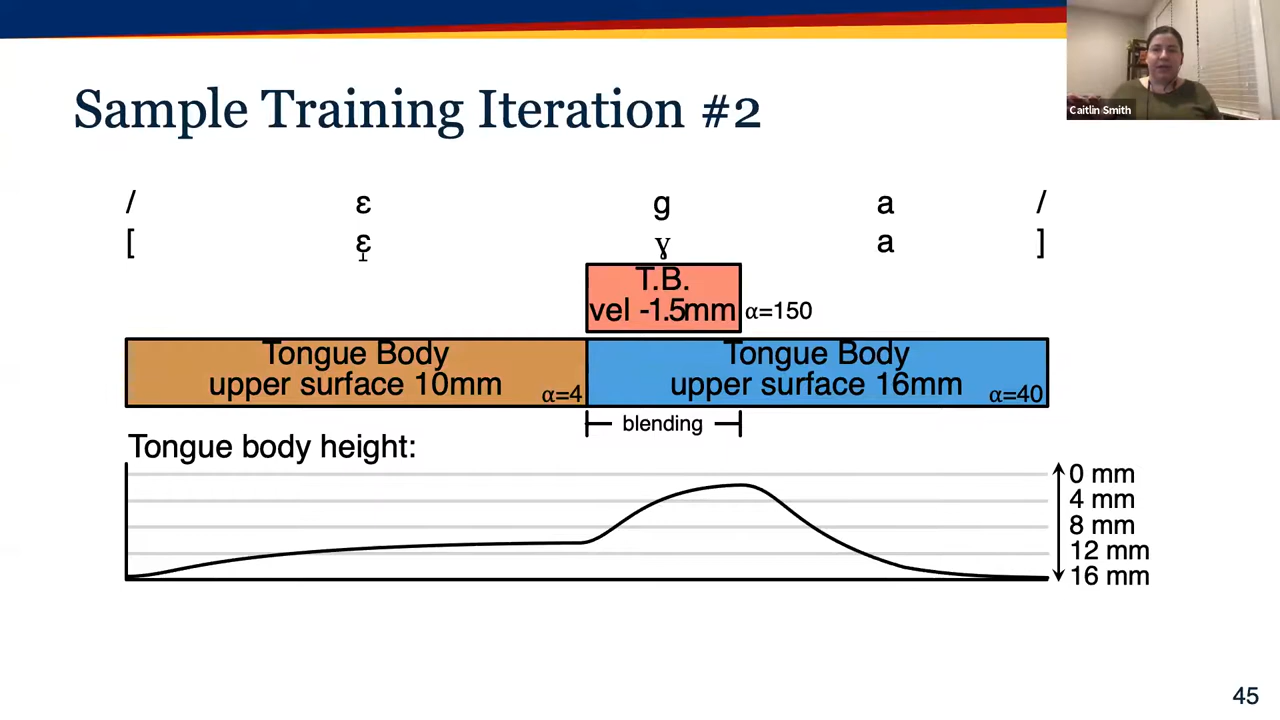 Caitlin Smith
Sample Training Iteration #2
/ ɛ g a /
[ ɛ ɣ a ]
T.B.
vel -1.5mm α=150
Tongue Body Tongue Body
upper surface 10mm α=4 upper surface 16mm α=40
blending
Tongue body height:
0 mm
4 mm
8 mm
12 mm
16 mm
45